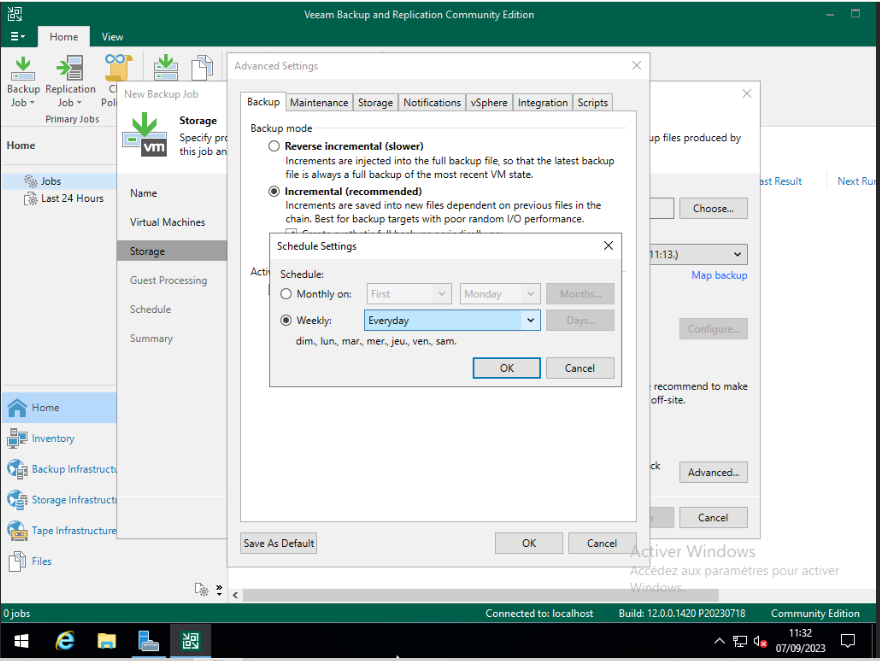 Veeam Backup and Replication Community Edition
Home
View
Backup
Job
Replication
Job
Primary Jobs
Home
Jobs
Last 24 Hours
Home
Inventory
Backup Infrastructu
Storage Infrastruct
Tape Infrastructure
Files
ast Result
Next Run
New Backup Job
vm
Storage
Specify pro
this job an
up files produced by
Name
Virtual Machines
Storage
Guest Processing
Schedule
Summary
Choose...
11:13.)
Map backup
Configure...
recommend to make
off-site.
ck
Advanced...
Cancel
Advanced Settings
Backup
Maintenance
Storage
Notifications
vSphere
Integration
Scripts
Backup mode
Reverse incremental (slower)
Increments are injected into the full backup file, so that the latest backup
file is always a full backup of the most recent VM state.
Incremental (recommended)
Increments are saved into new files dependent on previous files in the
chain. Best for backup targets with poor random I/O performance.
Acti
Save As Default
OK
Cancel
Schedule Settings
Schedule:
Monthly on:
First
Monday
Months...
Weekly:
Everyday
Days...
dim., lun., mar., mer., jeu., ven., sam.
OK
Cancel
Activer Windows
Accédez aux paramètres pour activer
Windows.
0 jobs
Connected to: localhost
Build: 12.0.0.1420 P20230718
Community Edition
11:32
07/09/2023